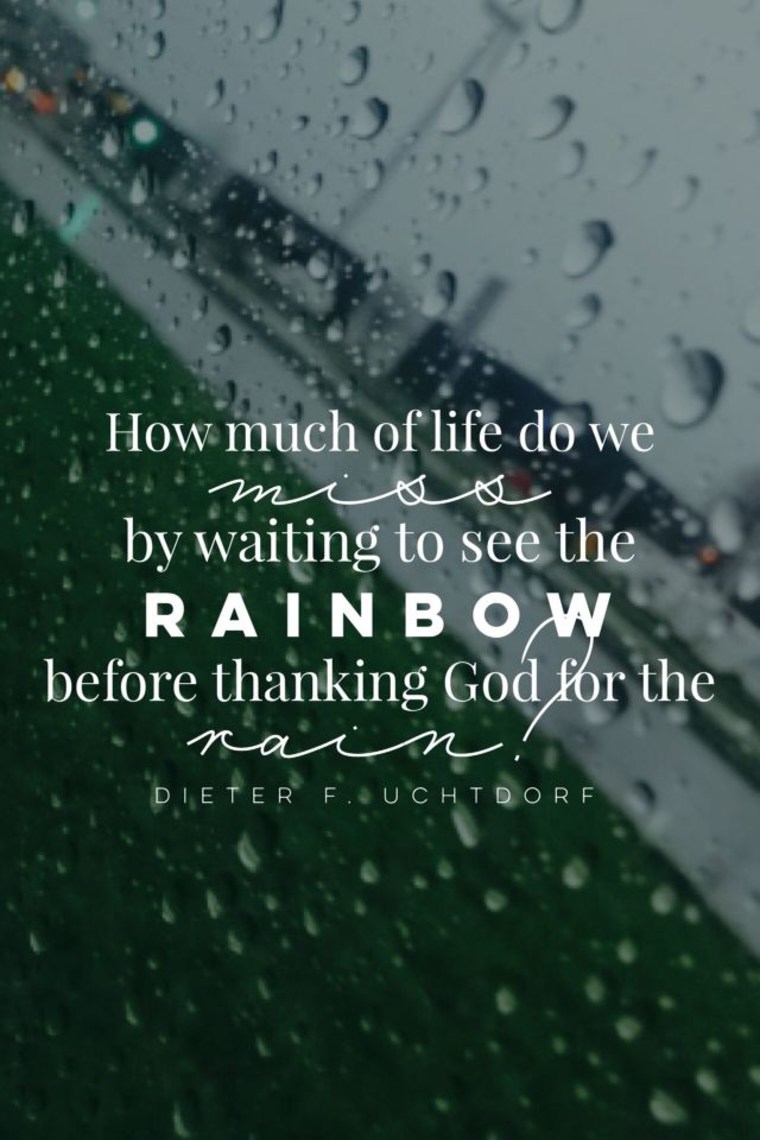 How much of life do we
miss
by waiting to see the
RAINBOW
before thanking God for the
rain?
DIETER F. UCHTDORF